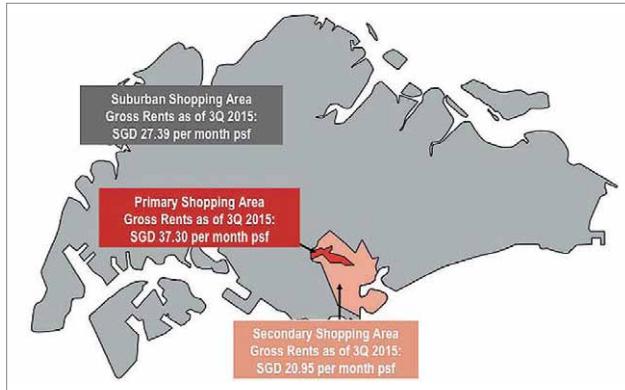 Suburban Shopping Area
Gross Rents as of 3Q 2015:
SGD 27.39 per month psf
Primary Shopping Area
Gross Rents as of 3Q 2015:
SGD 37.30 per month psf
Secondary Shopping Area
Gross Rents as of 3Q 2015:
SGD 20.95 per month psf